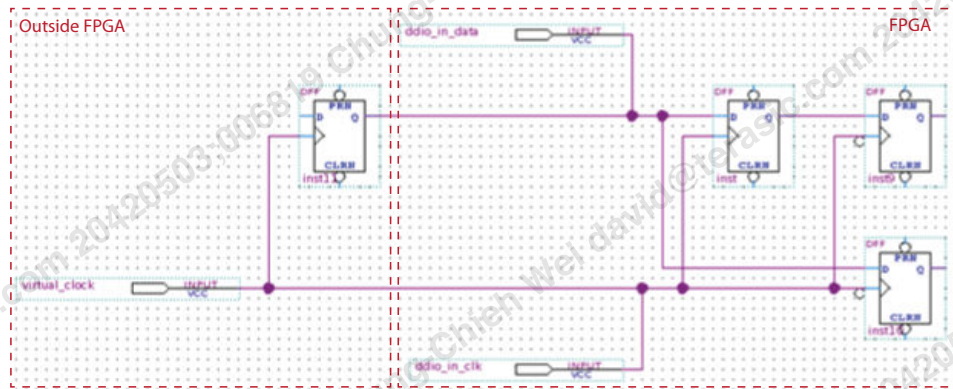 Outside FPGA
FPGA
ddio_in_data
INPUT
VCC
DFF
PRN
D
Q
CLRN
inst11
DFF
PRN
D
Q
CLRN
inst
DFF
PRN
D
Q
CLRN
inst9
DFF
PRN
D
Q
CLRN
inst10
virtual_clock
INPUT
VCC
ddio_in_clk
INPUT
VCC